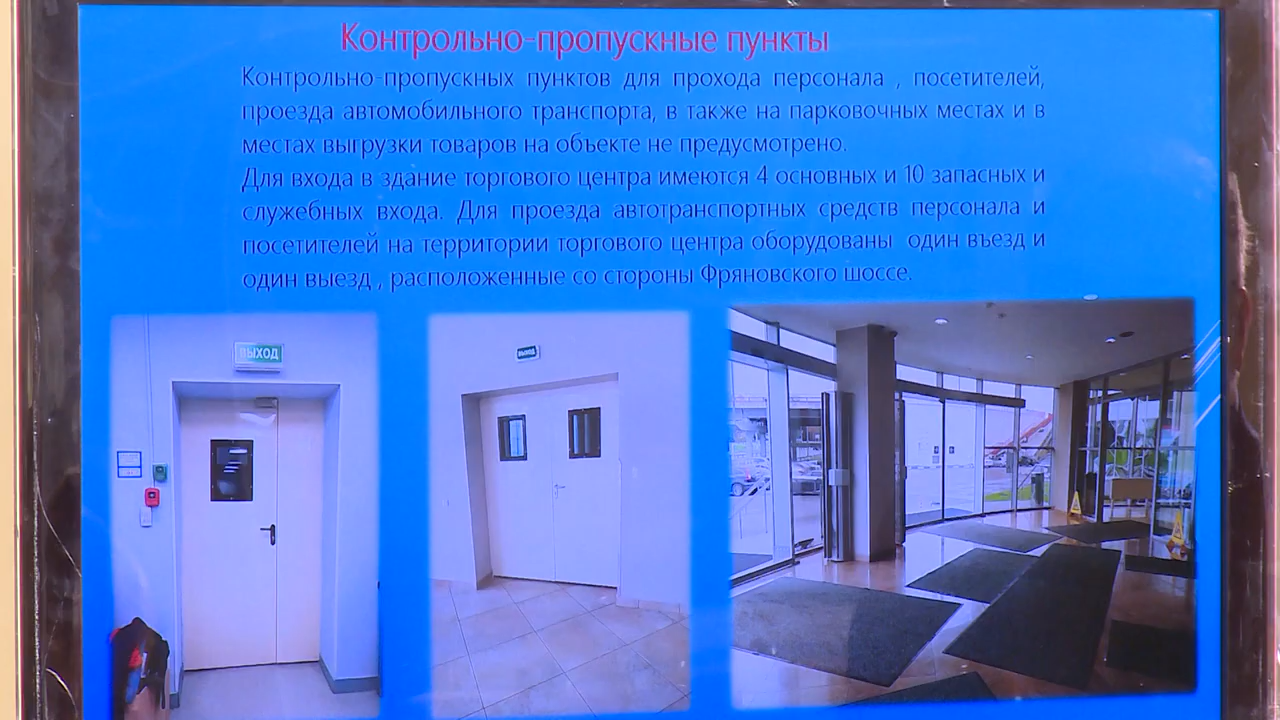 Контрольно-пропускные пункты
Контрольно-пропускных пунктов для прохода персонала , посетителей,
проезда автомобильного транспорта, в также на парковочных местах и в
местах выгрузки товаров на объекте не предусмотрено.
Для входа в здание торгового центра имеются 4 основных и 10 запасных и
служебных входа. Для проезда автотранспортных средств персонала и
посетителей на территории торгового центра оборудованы один въезд и
один выезд , расположенные со стороны Фряновского шоссе.
ВЫХОД
ВЫХОД